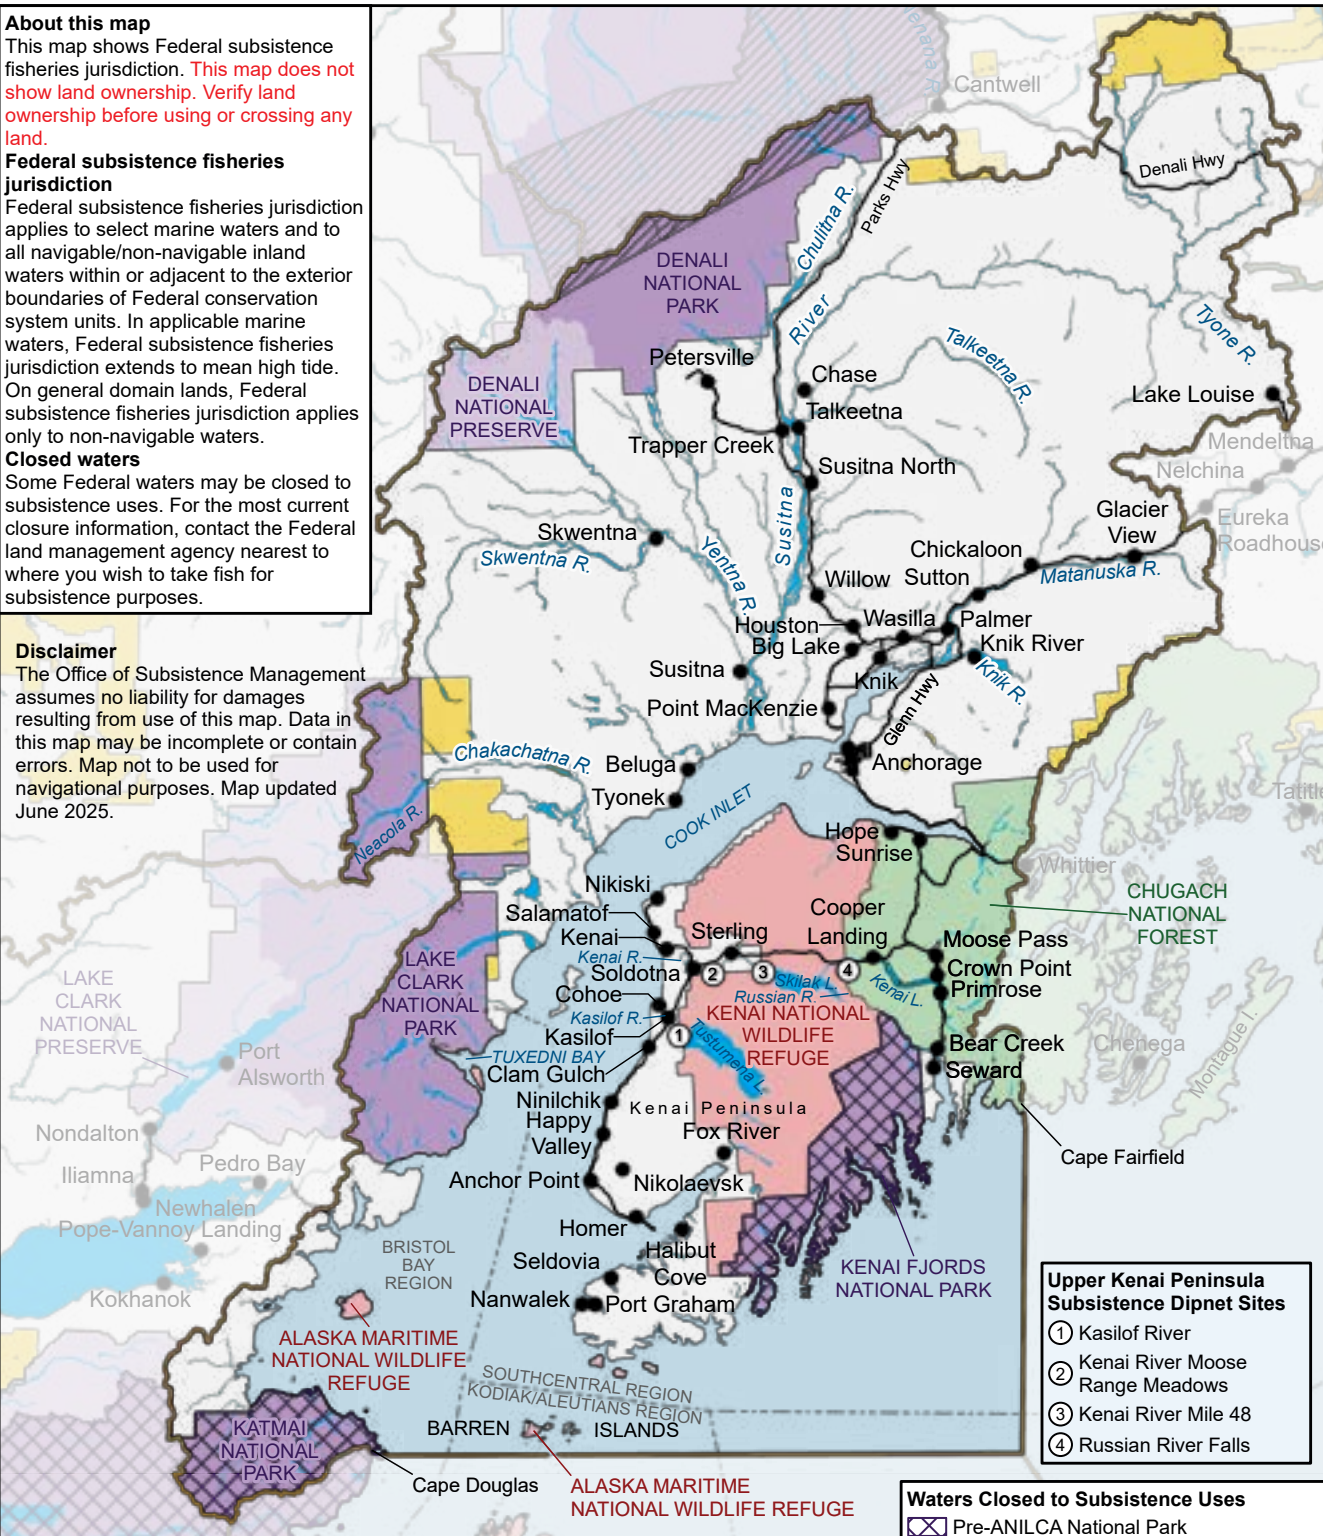 About this map
This map shows Federal subsistence
fisheries jurisdiction. This map does not
show land ownership. Verify land
ownership before using or crossing any
land.
Federal subsistence fisheries
jurisdiction
Federal subsistence fisheries jurisdiction
applies to select marine waters and to
all navigable/non-navigable inland
waters within or adjacent to the exterior
boundaries of Federal conservation
system units. In applicable marine
waters, Federal subsistence fisheries
jurisdiction extends to mean high tide.
On general domain lands, Federal
subsistence fisheries jurisdiction applies
only to non-navigable waters.
Closed waters
Some Federal waters may be closed to
subsistence uses. For the most current
closure information, contact the Federal
land management agency nearest to
where you wish to take fish for
subsistence purposes.
Disclaimer
The Office of Subsistence Management
assumes no liability for damages
resulting from use of this map. Data in
this map may be incomplete or contain
errors. Map not to be used for
navigational purposes. Map updated
June 2025.
Cantwell
Denali Hwy
Parks Hwy
Chulitna R.
DENALI
NATIONAL
PARK
River
Tyone R.
Talkeetna R.
Petersville
Chase
DENALI
NATIONAL
PRESERVE
Lake Louise
Talkeetna
Trapper Creek
Mendeltna
Susitna North
Nelchina
Glacier
View
Eureka
Roadhouse
Susitna
Skwentna
Skwentna R.
Yentna R.
Chickaloon
Sutton
Matanuska R.
Willow
Houston
Wasilla
Palmer
Big Lake
Knik River
Susitna
Knik
Knik R.
Point MacKenzie
Glenn Hwy
Chakachatna R.
Beluga
Anchorage
Tyonek
COOK INLET
Neacola R.
Hope
Sunrise
Whittier
Nikiski
CHUGACH
NATIONAL
FOREST
Salamatof
Cooper
Landing
Kenai
Sterling
Moose Pass
Kenai R.
Soldotna
2
3
4
Crown Point
Skilak L.
Kenai L.
Primrose
Cohoe
Russian R.
LAKE
CLARK
NATIONAL
PARK
LAKE
CLARK
NATIONAL
PRESERVE
Kasilof R.
KENAI NATIONAL
WILDLIFE
REFUGE
Kasilof
1
Tustumena L.
Bear Creek
Chenega
Montague I.
TUXEDNI BAY
Clam Gulch
Seward
Port
Alsworth
Ninilchik
Kenai Peninsula
Happy
Valley
Fox River
Nondalton
Cape Fairfield
Iliamna
Pedro Bay
Anchor Point
Nikolaevsk
Newhalen
Pope-Vannoy Landing
Homer
BRISTOL
BAY
REGION
Halibut
Cove
Seldovia
KENAI FJORDS
NATIONAL PARK
Kokhanok
Nanwalek
Port Graham
ALASKA MARITIME
NATIONAL WILDLIFE
REFUGE
SOUTHCENTRAL REGION
KODIAK/ALEUTIANS REGION
BARREN
ISLANDS
KATMAI
NATIONAL
PARK
Cape Douglas
ALASKA MARITIME
NATIONAL WILDLIFE REFUGE
Upper Kenai Peninsula
Subsistence Dipnet Sites
1 Kasilof River
2 Kenai River Moose
Range Meadows
3 Kenai River Mile 48
4 Russian River Falls
Waters Closed to Subsistence Uses
Pre-ANILCA National Park